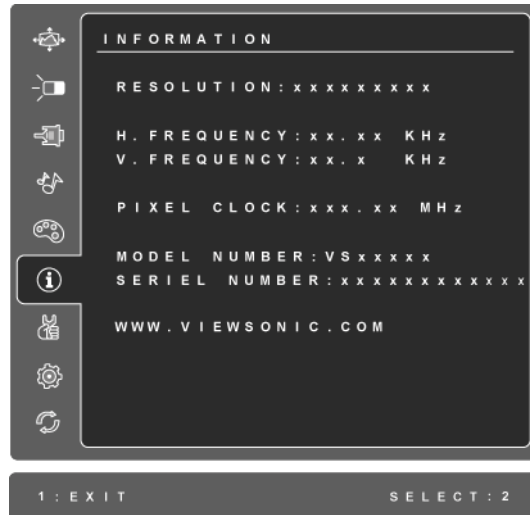 INFORMATION
RESOLUTION:xxxxxxxxx
H.FREQUENCY:xx.xx KHz
V.FREQUENCY:xx.x KHz
PIXEL CLOCK:xxx.xx MHz
MODEL NUMBER:VSxxxxx
SERIEL NUMBER:xxxxxxxxxxxx
WWW.VIEWSONIC.COM
1:EXIT SELECT:2